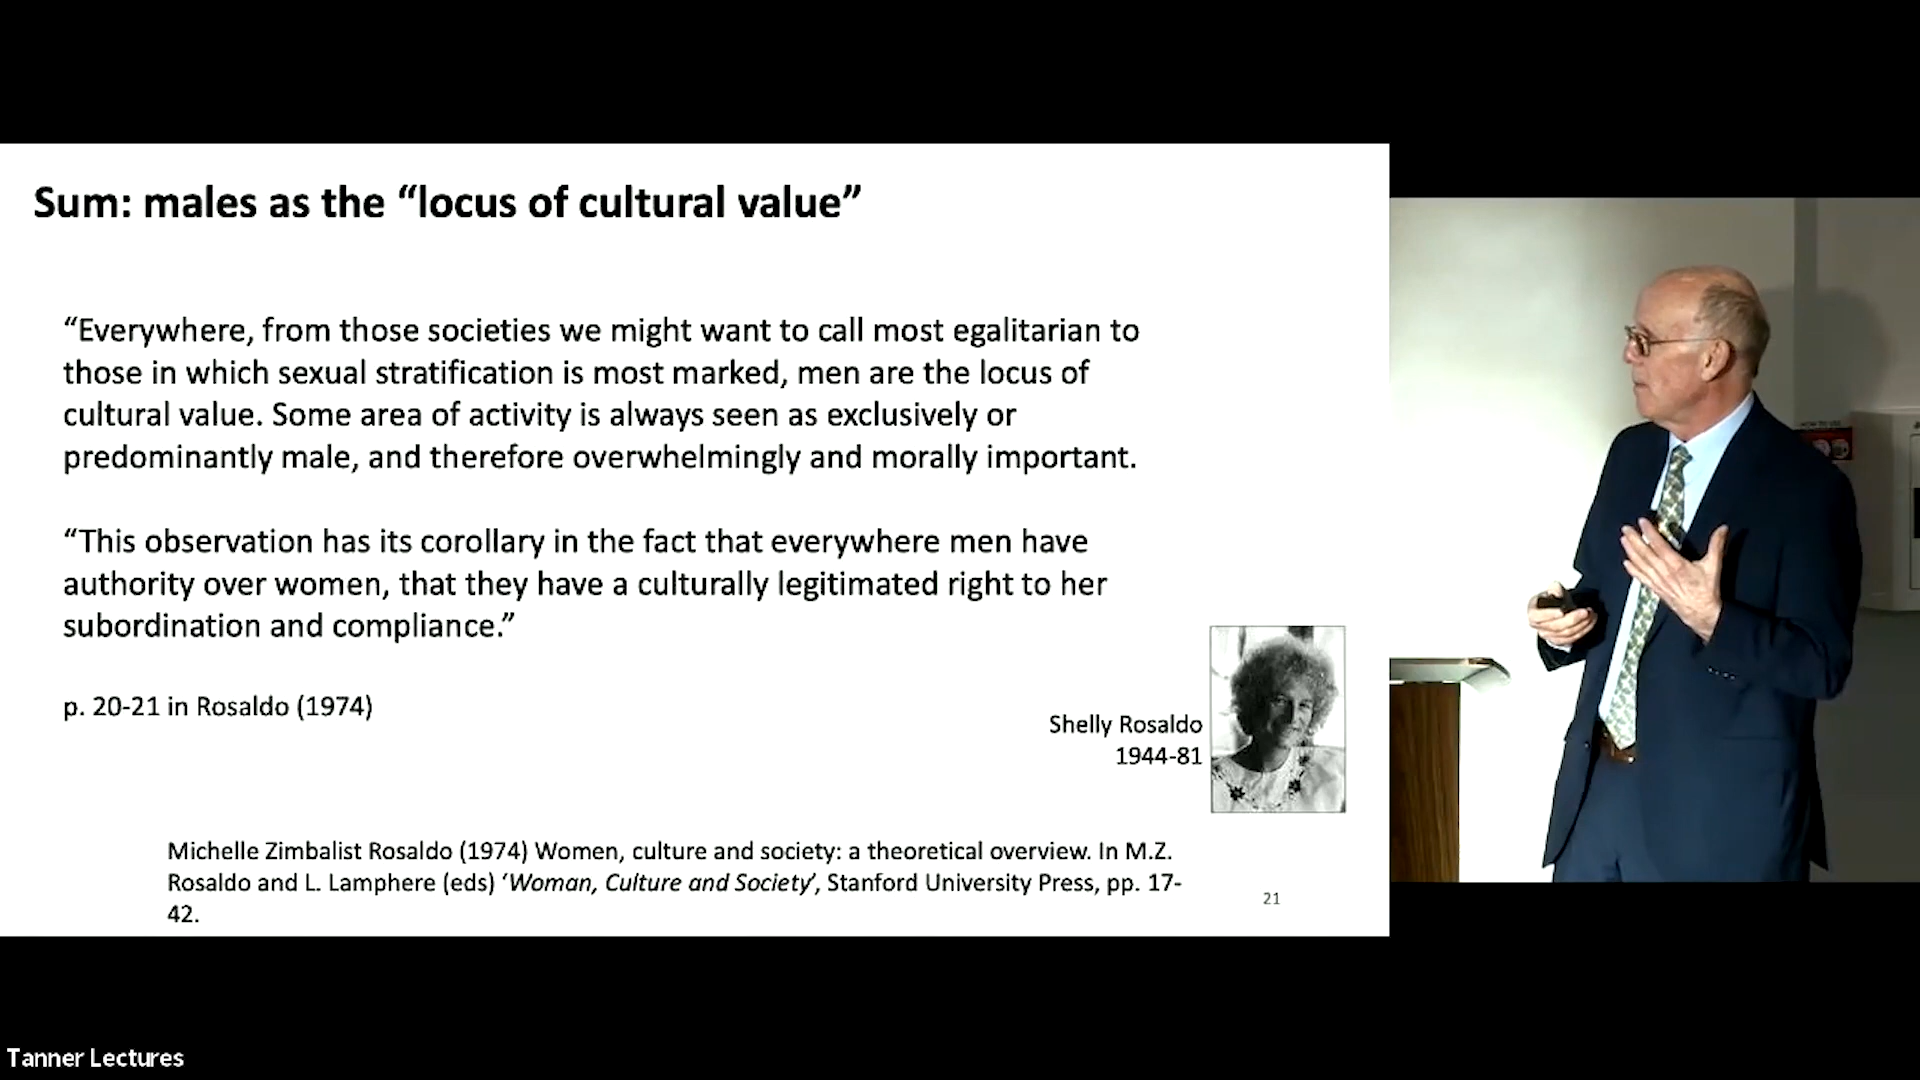 Sum: males as the “locus of cultural value”
“Everywhere, from those societies we might want to call most egalitarian to
those in which sexual stratification is most marked, men are the locus of
cultural value. Some area of activity is always seen as exclusively or
predominantly male, and therefore overwhelmingly and morally important.
“This observation has its corollary in the fact that everywhere men have
authority over women, that they have a culturally legitimated right to her
subordination and compliance.”
p. 20-21 in Rosaldo (1974)
Shelly Rosaldo
1944-81
Michelle Zimbalist Rosaldo (1974) Women, culture and society: a theoretical overview. In M.Z.
Rosaldo and L. Lamphere (eds) ‘Woman, Culture and Society’, Stanford University Press, pp. 17-
42.
21
Tanner Lectures